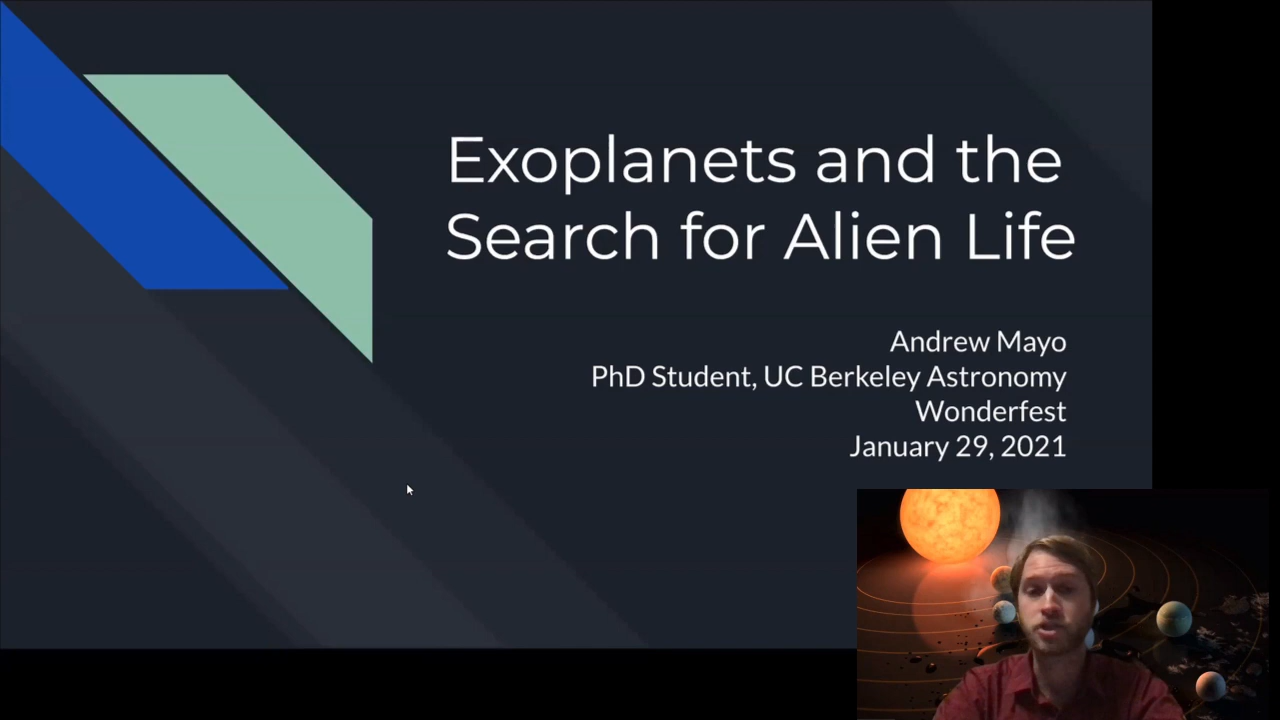 Exoplanets and the
Search for Alien Life
Andrew Mayo
PhD Student, UC Berkeley Astronomy
Wonderfest
January 29, 2021